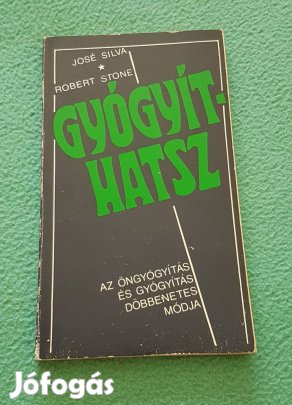 JOSÉ SILVA
★
ROBERT STONE
GYÓGYÍT-
HATSZ
AZ ÖNGYÓGYÍTÁS
ÉS GYÓGYÍTÁS
DÖBBENETES
MÓDJA
Jófogás